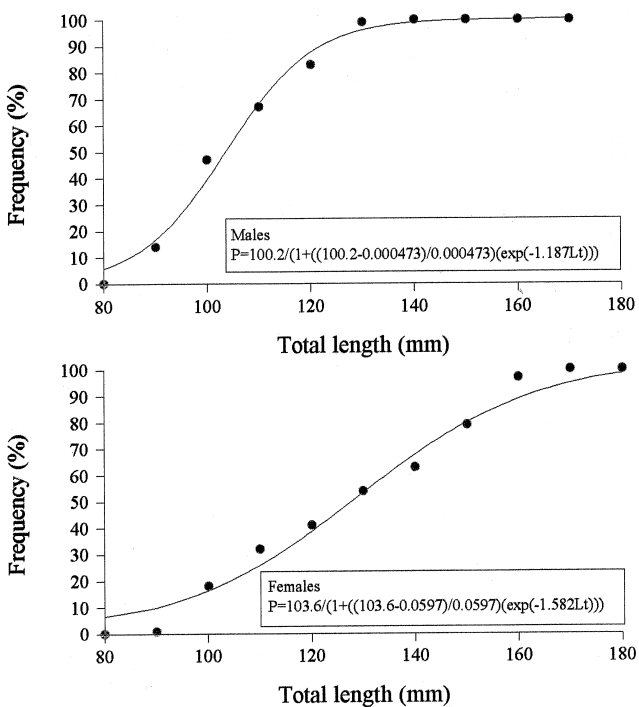 Frequency (%)
100
90
80
70
60
50
40
30
20
10
0
Males
P=100.2/(1+((100.2-0.000473)/0.000473)(exp(-1.187Lt)))
80 100 120 140 160 180
Total length (mm)
Frequency (%)
100
90
80
70
60
50
40
30
20
10
0
Females
P=103.6/(1+((103.6-0.0597)/0.0597)(exp(-1.582Lt)))
80 100 120 140 160 180
Total length (mm)